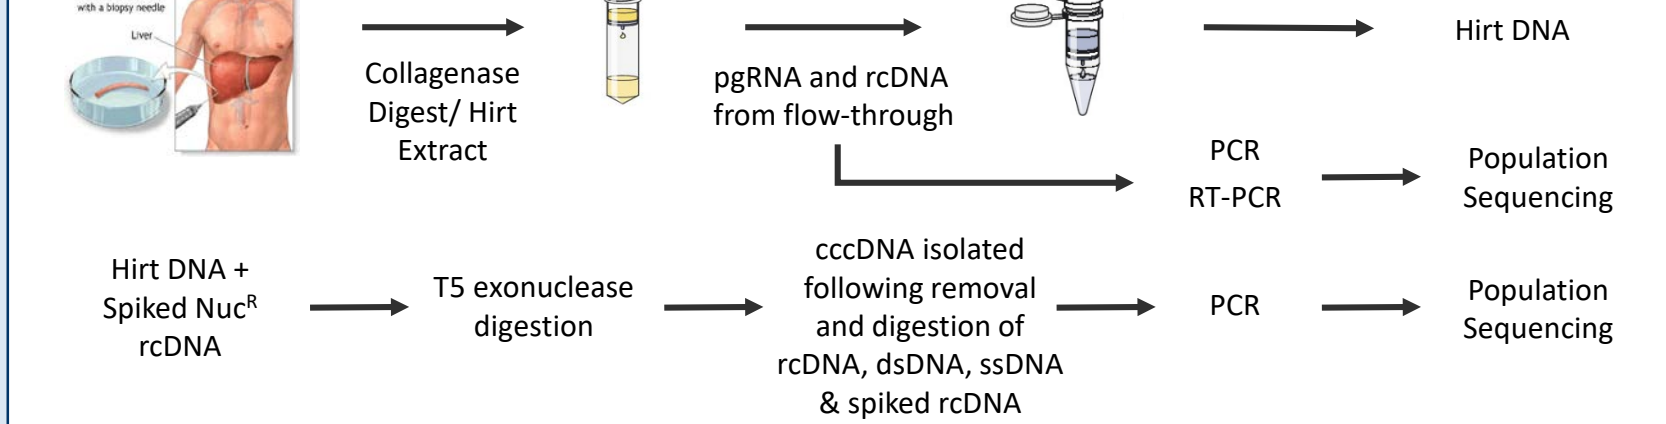 with a biopsy needle
Liver
Collagenase
Digest/ Hirt
Extract
pgRNA and rcDNA
from flow-through
Hirt DNA
PCR
RT-PCR
Population
Sequencing
Hirt DNA +
Spiked Nucᴿ
rcDNA
T5 exonuclease
digestion
cccDNA isolated
following removal
and digestion of
rcDNA, dsDNA, ssDNA
& spiked rcDNA
PCR
Population
Sequencing